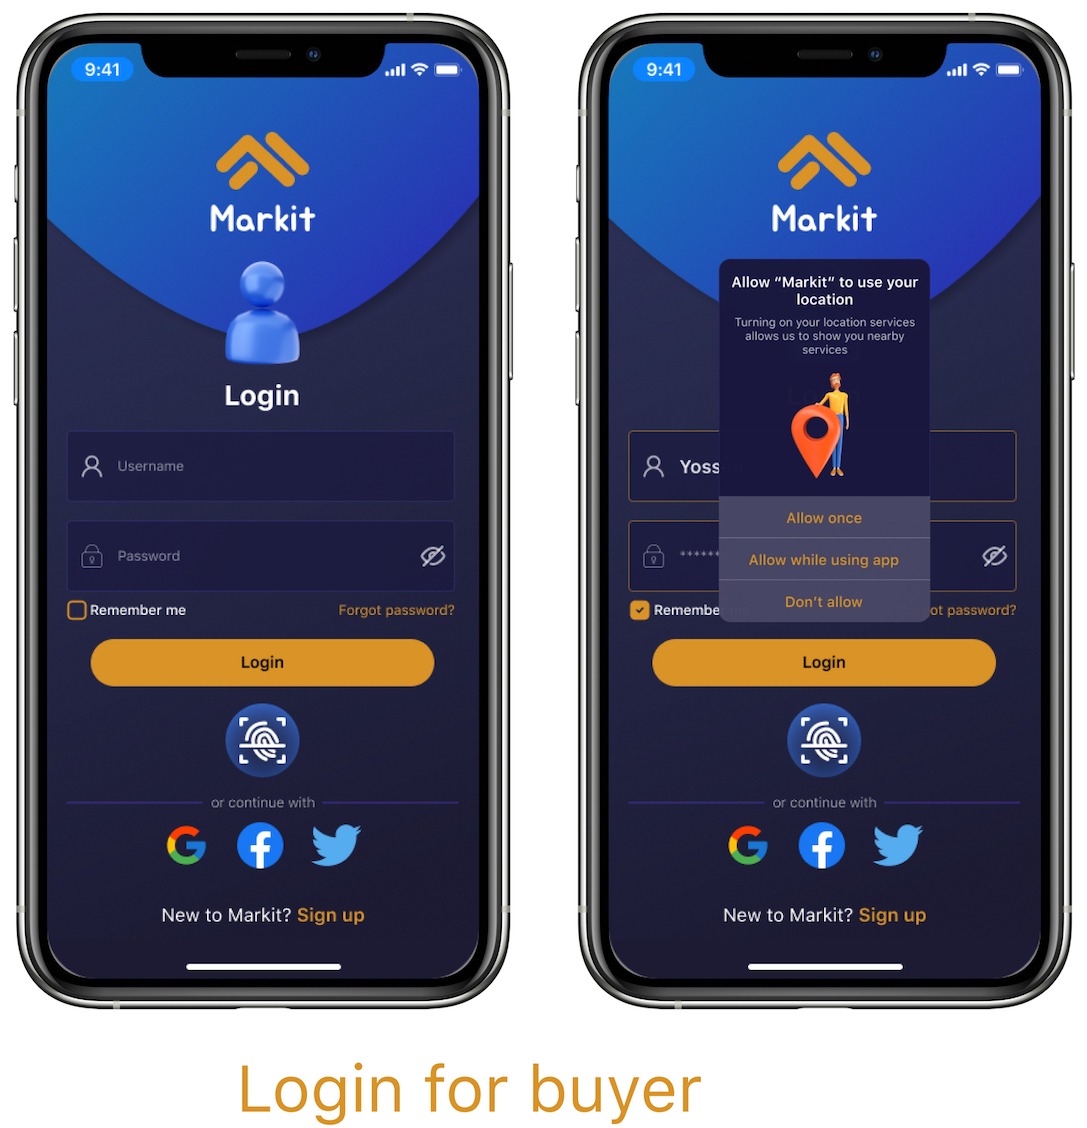 9:41
Markit
Login
Username
Password
Remember me
Forgot password?
Login
or continue with
New to Markit? Sign up
9:41
Markit
Allow “Markit” to use your
location
Turning on your location services
allows us to show you nearby
services
Yoss
*******
Allow once
Allow while using app
Don't allow
Remember
ot password?
Login
or continue with
New to Markit? Sign up
Login for buyer